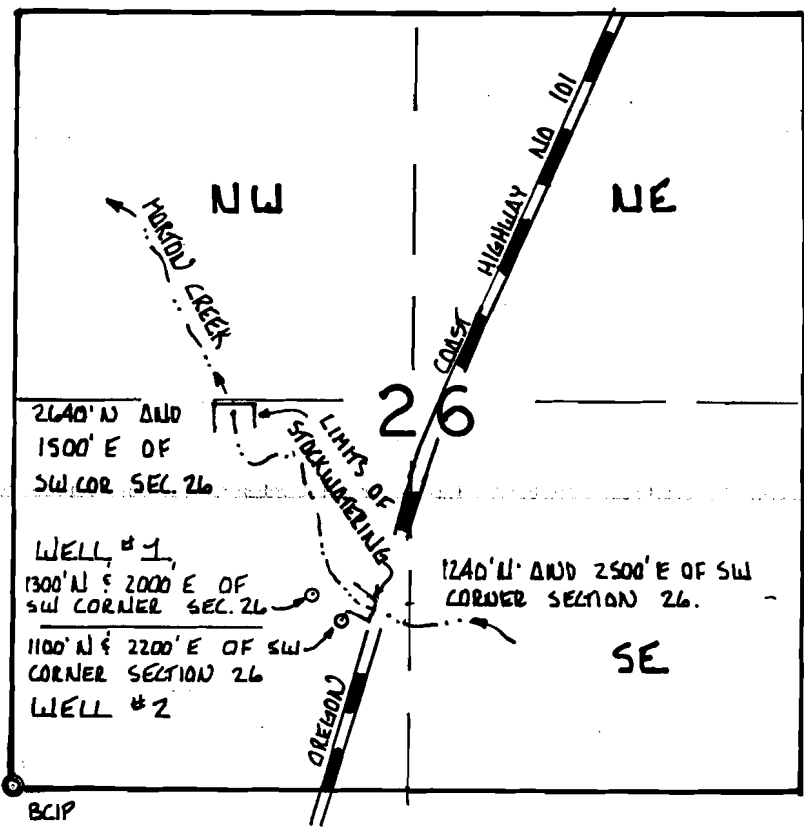 NW
NE
SE
26
MORTON CREEK
OREGON COAST HIGHWAY NO 101
LIMITS OF
STOCKWATERING
2640' N AND
1500' E OF
SW COR SEC. 26
WELL #1
1300' N & 2000' E OF
SW CORNER SEC. 26
1100' N & 2200' E OF SW
CORNER SECTION 26
WELL #2
1240' N' AND 2500' E OF SW
CORNER SECTION 26.
BCIP